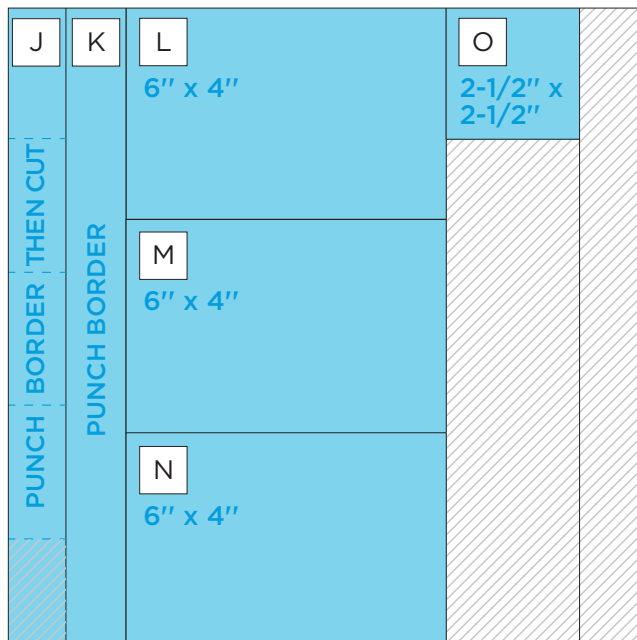 J
PUNCH BORDER THEN CUT
K
PUNCH BORDER
L
6" x 4"
M
6" x 4"
N
6" x 4"
O
2-1/2" x
2-1/2"